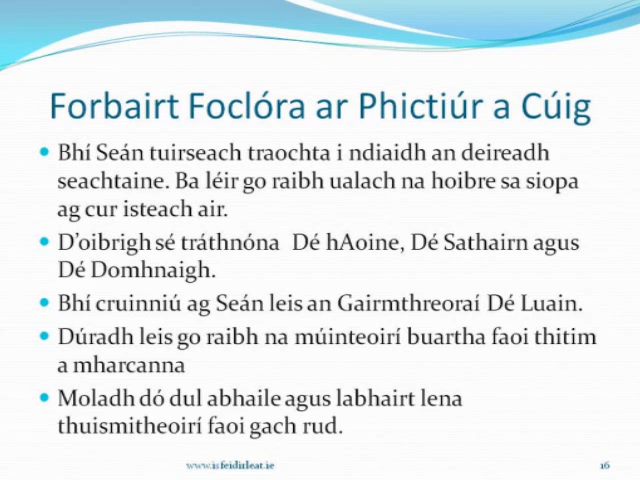 Forbairt Foclóra ar Phictiúr a Cúig
• Bhí Seán tuirseach traochta i ndiaidh an deireadh
seachtaine. Ba léir go raibh ualach na hoibre sa siopa
ag cur isteach air.
• D’oibrigh sé tráthnóna Dé hAoine, Dé Sathairn agus
Dé Domhnaigh.
• Bhí cruinniú ag Seán leis an Gairmthreoraí Dé Luain.
• Dúradh leis go raibh na múinteoirí buartha faoi thitim
a mharcanna
• Moladh dó dul abhaile agus labhairt lena
thuismitheoirí faoi gach rud.
www.isfeidirleat.ie 16